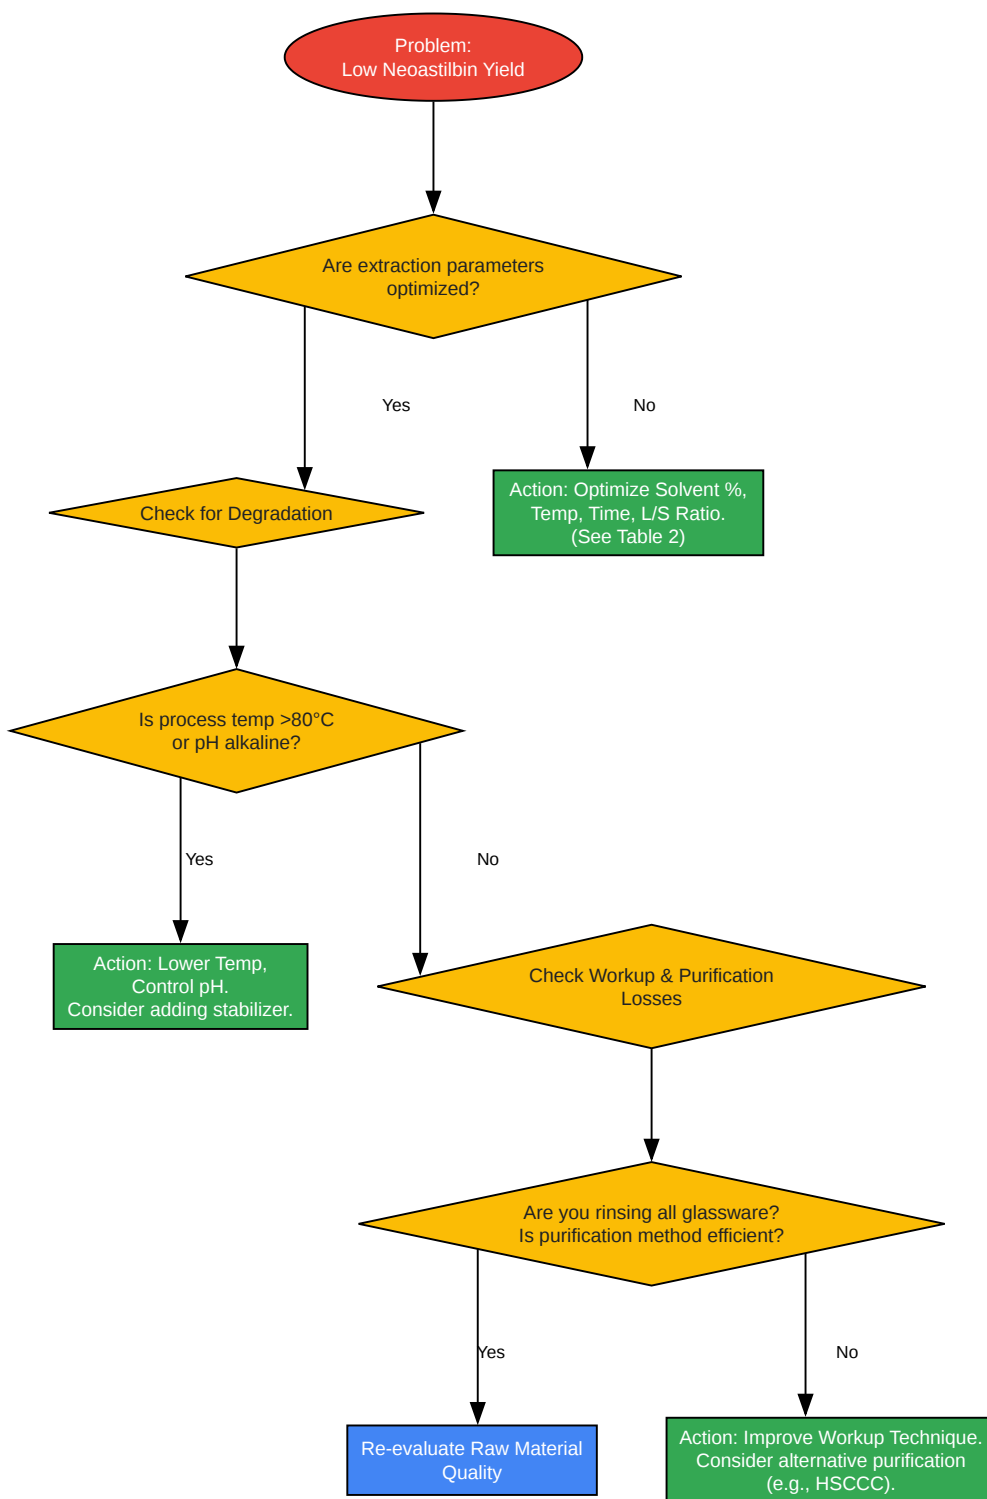 Problem:
Low Neoastilbin Yield
Are extraction parameters
optimized?
Yes
No
Check for Degradation
Action: Optimize Solvent %,
Temp, Time, L/S Ratio.
(See Table 2)
Is process temp >80°C
or pH alkaline?
Yes
No
Action: Lower Temp,
Control pH.
Consider adding stabilizer.
Check Workup & Purification
Losses
Are you rinsing all glassware?
Is purification method efficient?
Yes
No
Re-evaluate Raw Material
Quality
Action: Improve Workup Technique.
Consider alternative purification
(e.g., HSCCC).